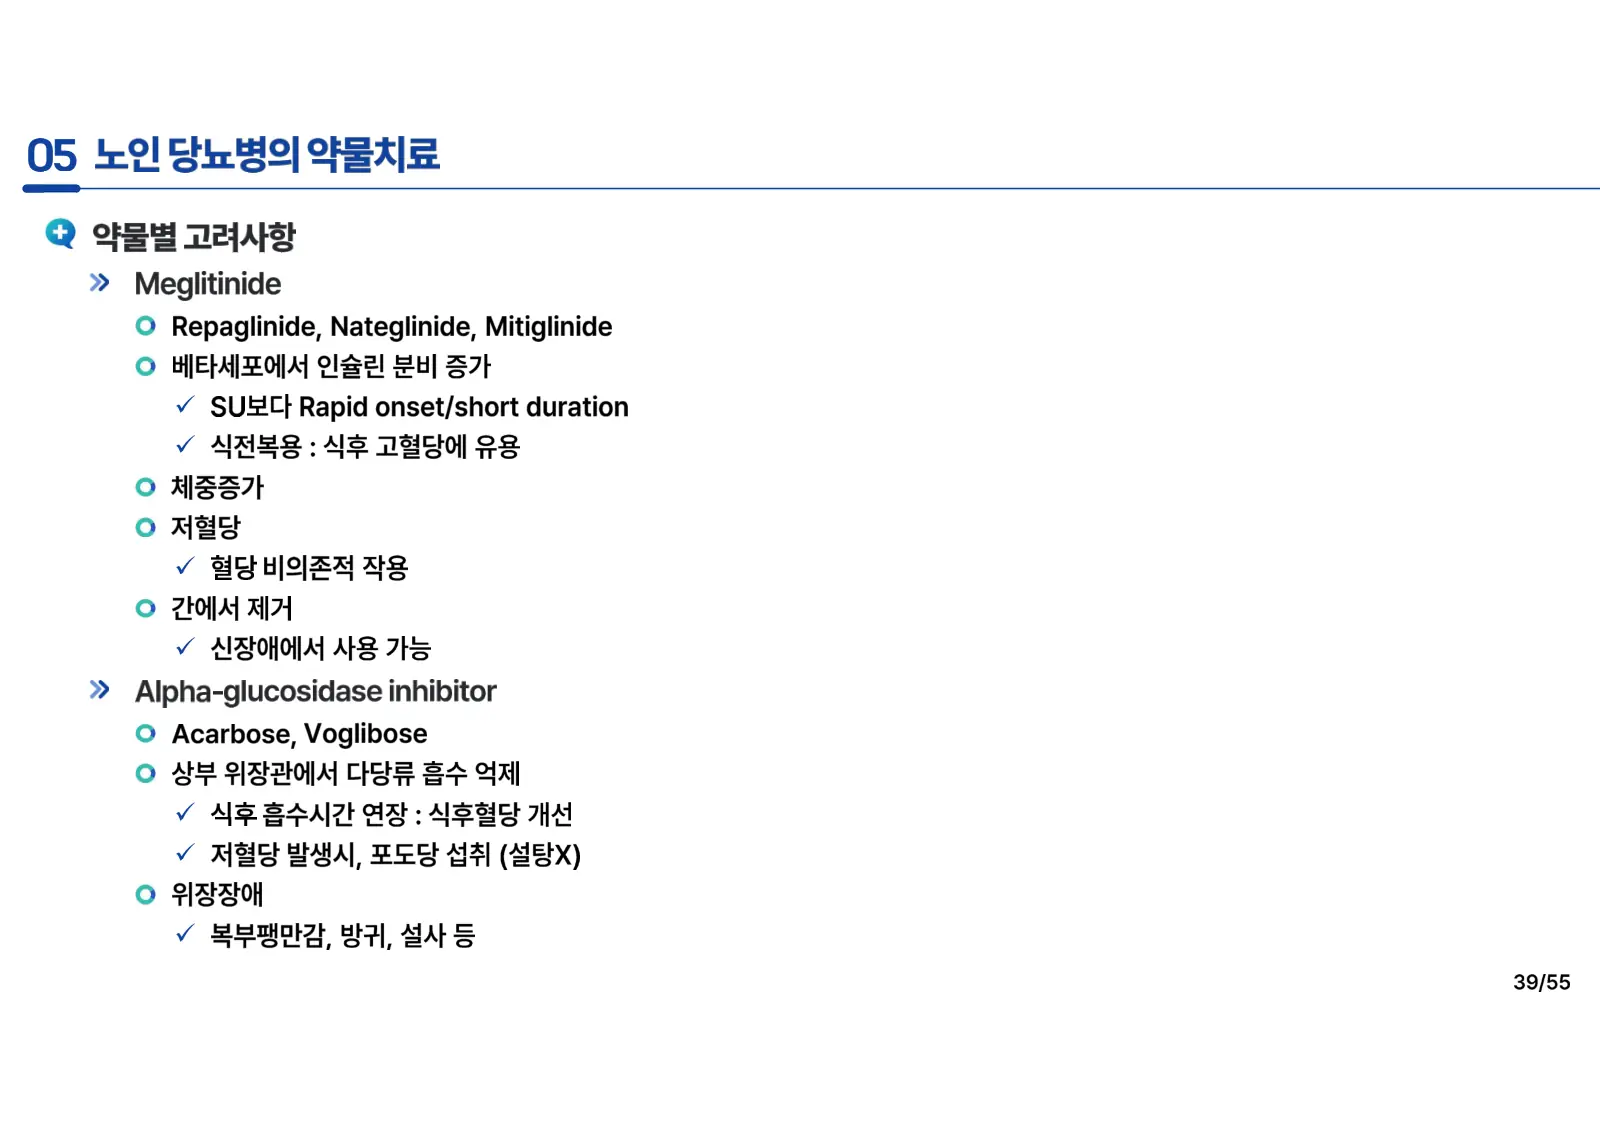 05 노인 당뇨병의 약물치료
약물별 고려사항
Meglitinide
Repaglinide, Nateglinide, Mitiglinide
베타세포에서 인슐린 분비 증가
SU보다 Rapid onset/short duration
식전복용 : 식후 고혈당에 유용
체중증가
저혈당
혈당 비의존적 작용
간에서 제거
신장애에서 사용 가능
Alpha-glucosidase inhibitor
Acarbose, Voglibose
상부 위장관에서 다당류 흡수 억제
식후 흡수시간 연장 : 식후혈당 개선
저혈당 발생시, 포도당 섭취 (설탕X)
위장장애
복부팽만감, 방귀, 설사 등
39/55